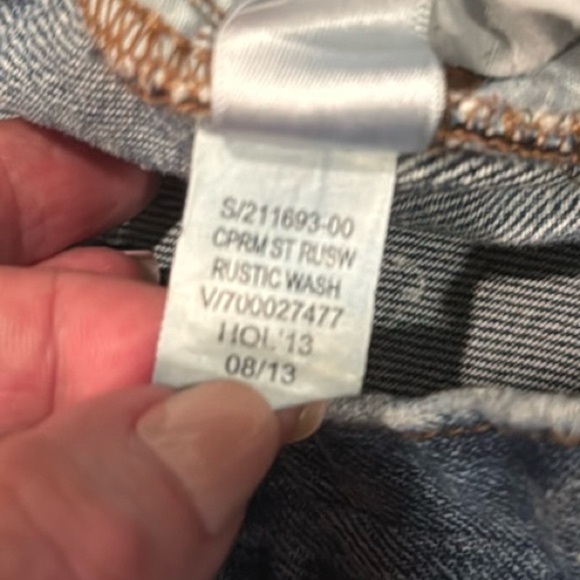 S/211693-00
CPRM ST RUSW
RUSTIC WASH
V/700027477
HOL'13
08/13